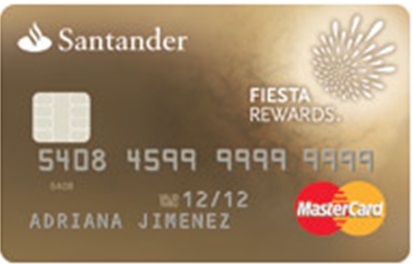 Santander
FIESTA
REWARDS.
5408 4599 9999 9999
5408
12/12
ADRIANA JIMENEZ
MasterCard